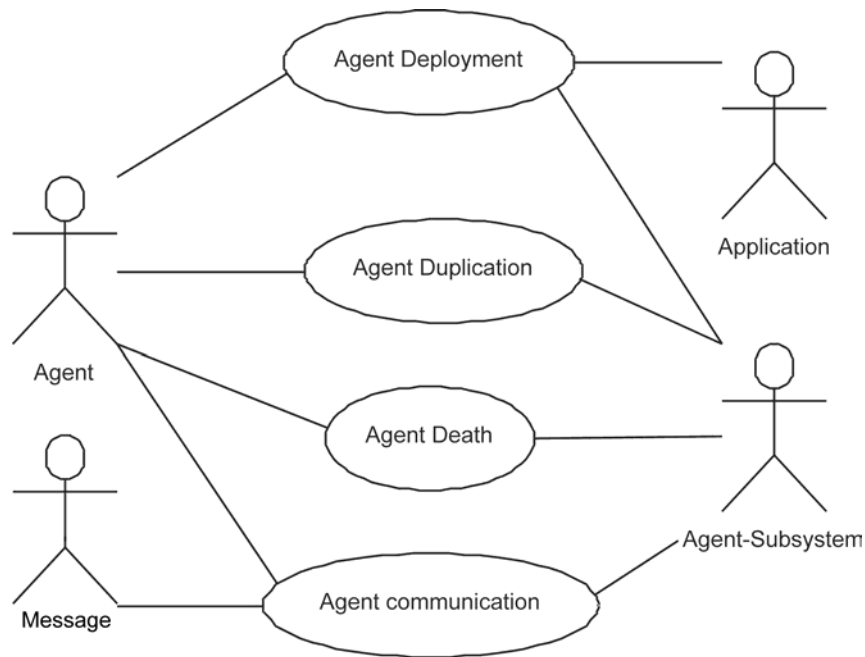 Agent Deployment
Application
Agent Duplication
Agent
Agent Death
Agent-Subsystem
Agent communication
Message